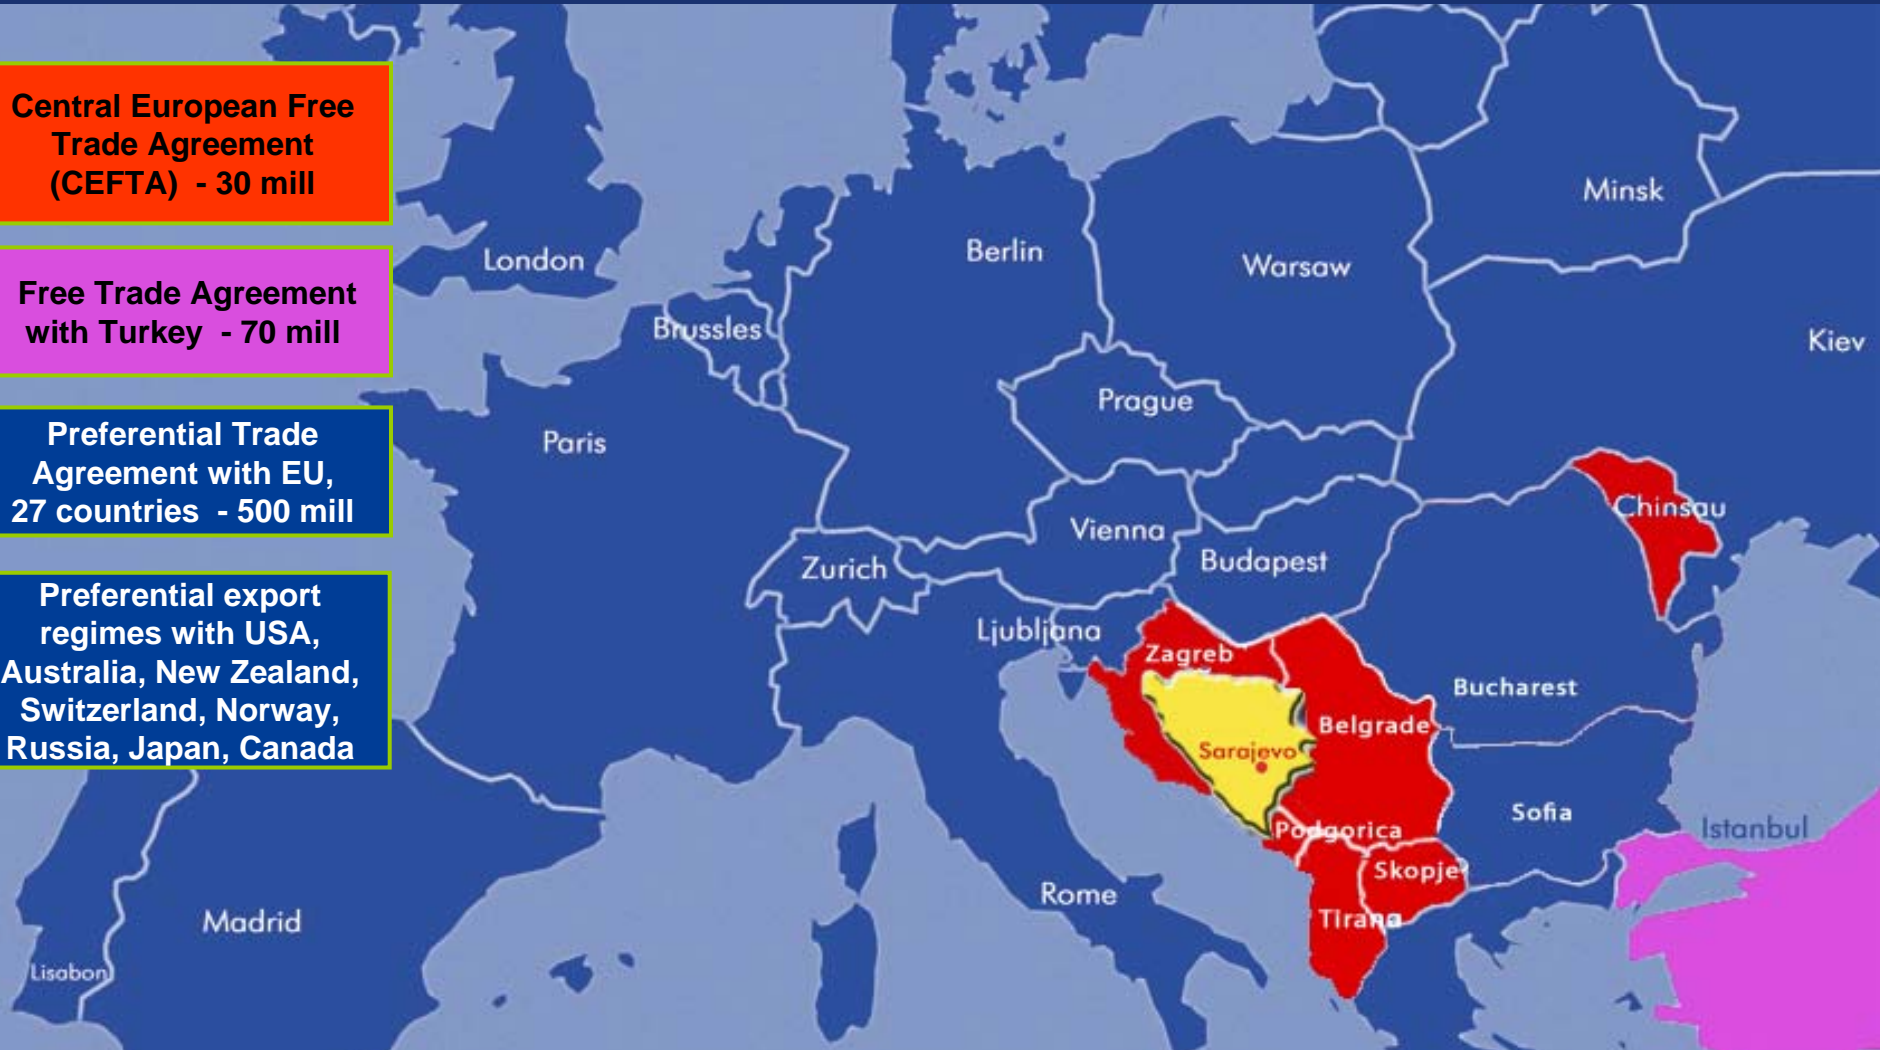 Central European Free
Trade Agreement
(CEFTA) - 30 mill
Free Trade Agreement
with Turkey - 70 mill
Preferential Trade
Agreement with EU,
27 countries - 500 mill
Preferential export
regimes with USA,
Australia, New Zealand,
Switzerland, Norway,
Russia, Japan, Canada
Minsk
London
Berlin
Warsaw
Brussles
Kiev
Prague
Paris
Chinsau
Vienna
Zurich
Budapest
Ljubljana
Zagreb
Bucharest
Belgrade
Sarajevo
Sofia
Istanbul
Podgorica
Skopje
Rome
Tirana
Madrid
Lisabon